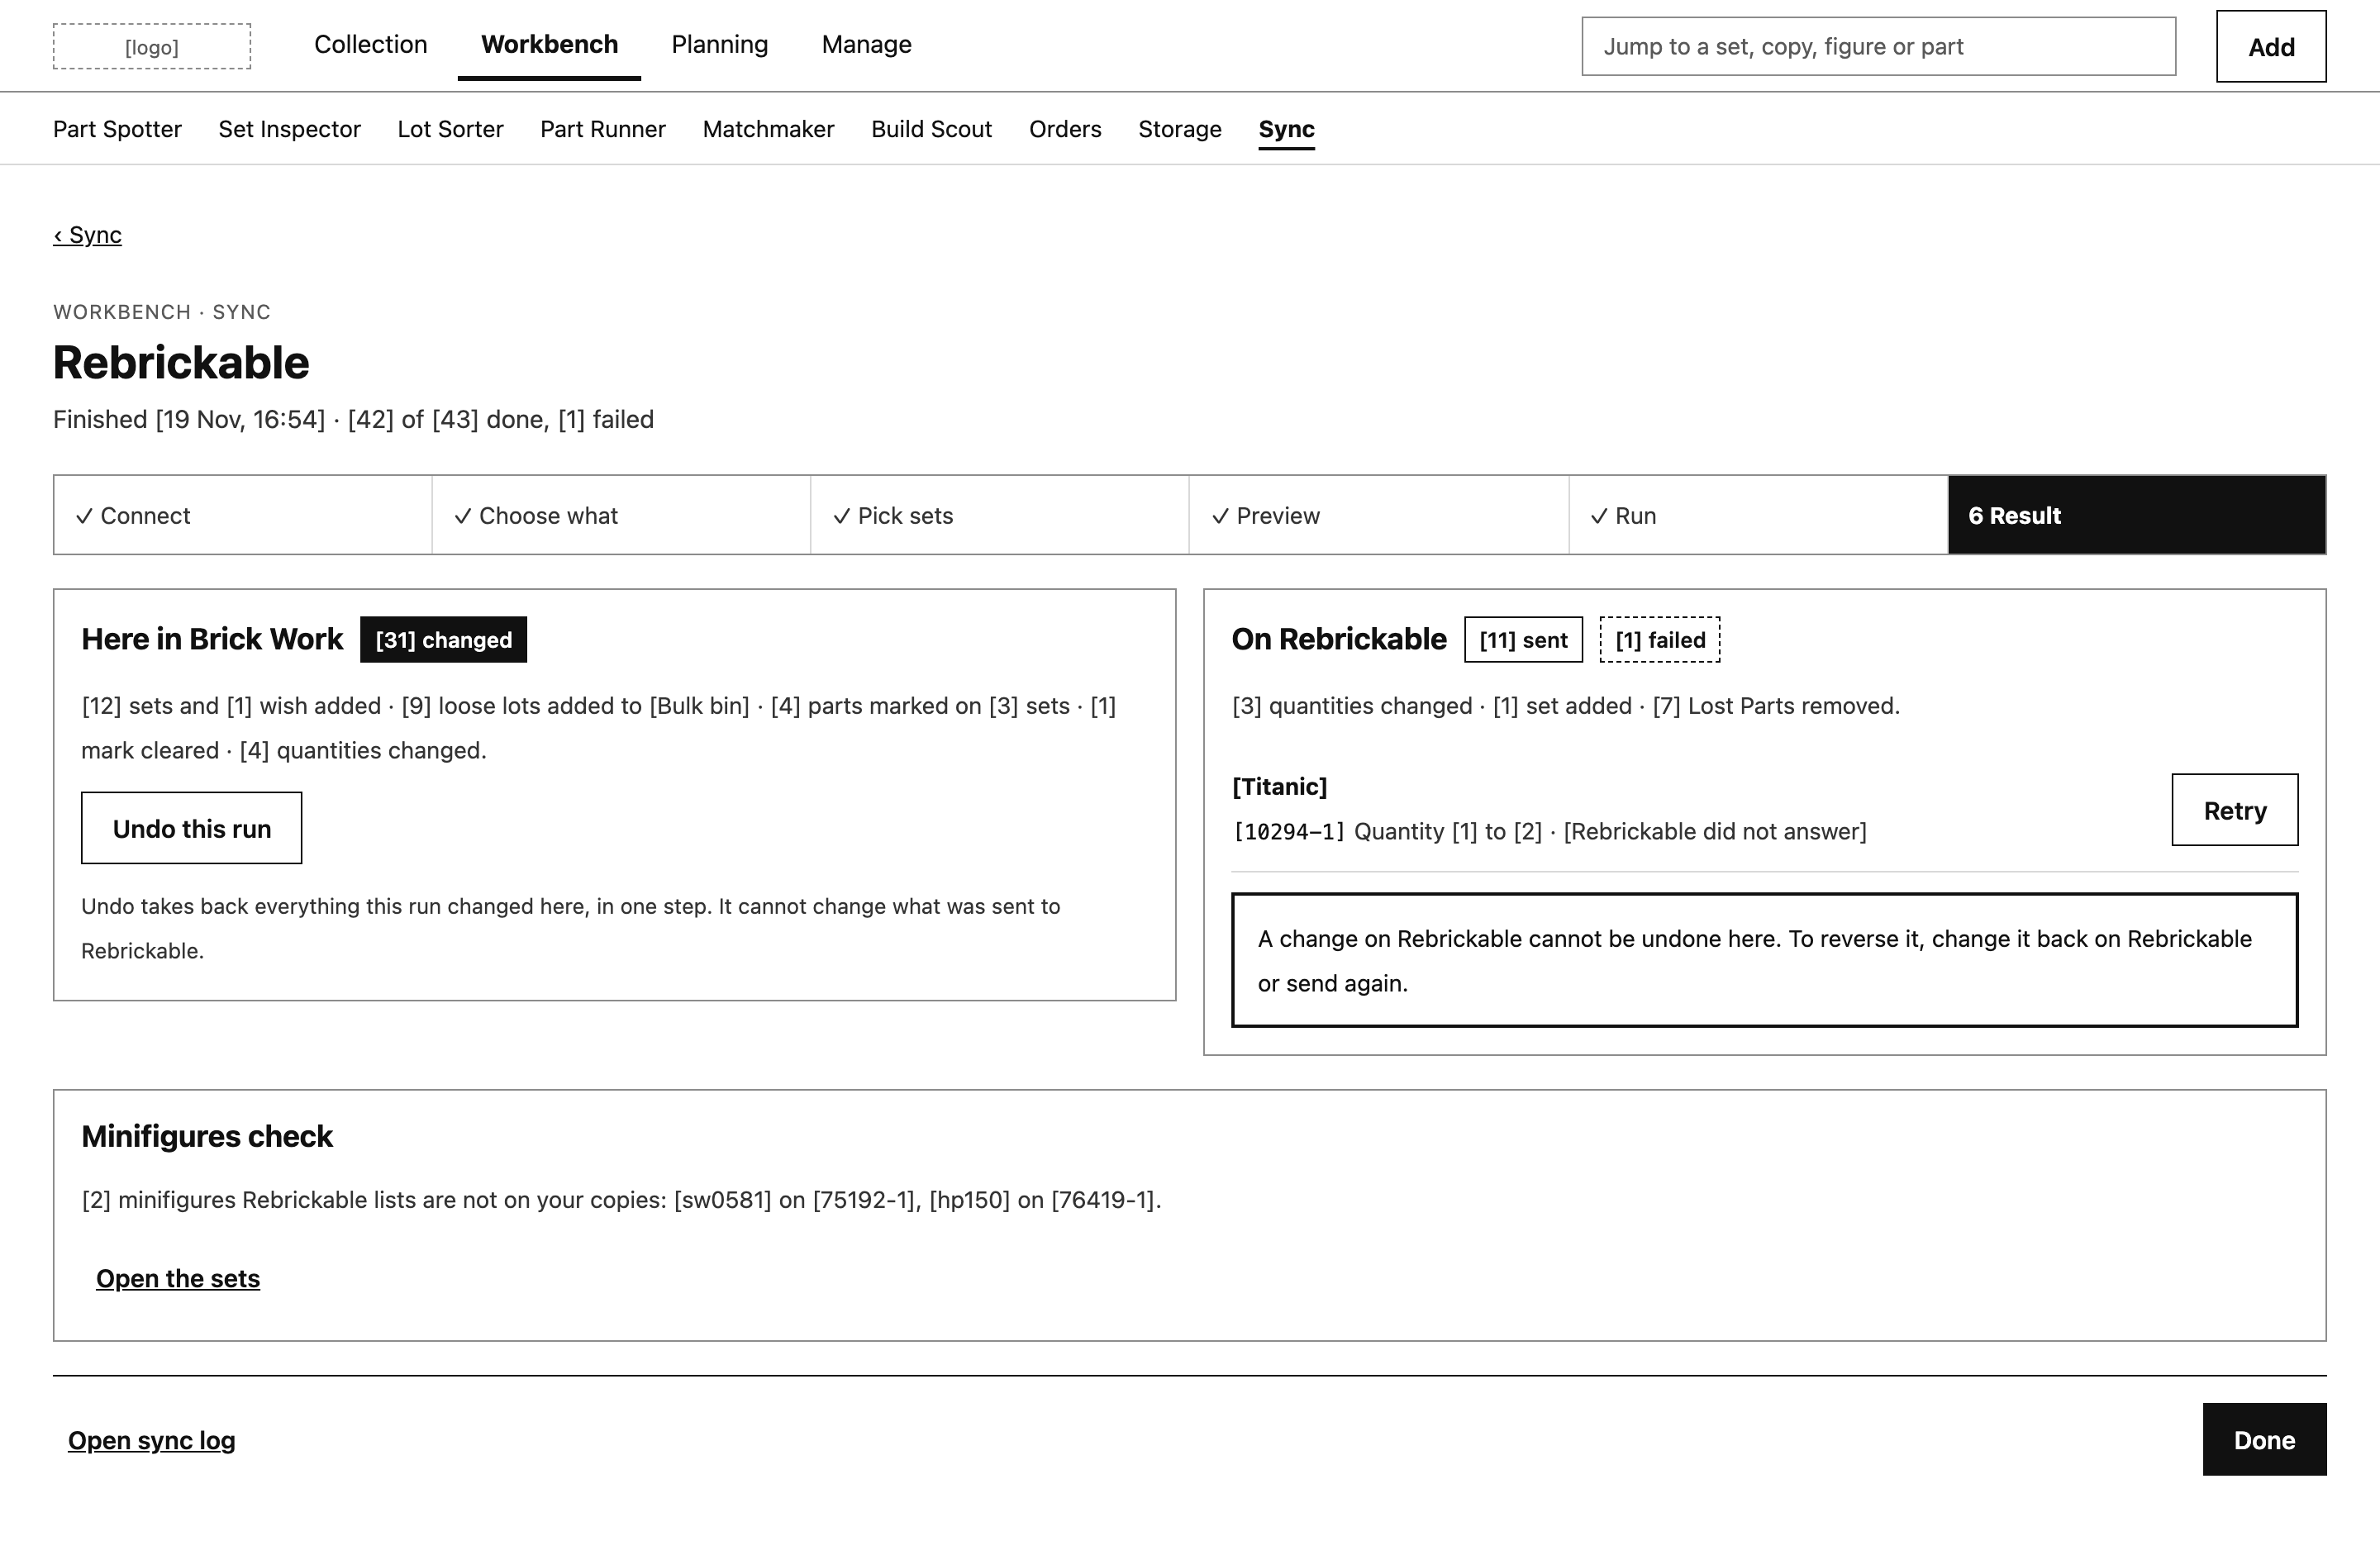 [logo]
Collection
Workbench
Planning
Manage
Jump to a set, copy, figure or part
Add
Part Spotter
Set Inspector
Lot Sorter
Part Runner
Matchmaker
Build Scout
Orders
Storage
Sync
‹ Sync
WORKBENCH · SYNC
Rebrickable
Finished [19 Nov, 16:54] · [42] of [43] done, [1] failed
✓ Connect
✓ Choose what
✓ Pick sets
✓ Preview
✓ Run
6 Result
Here in Brick Work
[31] changed
[12] sets and [1] wish added · [9] loose lots added to [Bulk bin] · [4] parts marked on [3] sets · [1]
mark cleared · [4] quantities changed.
Undo this run
Undo takes back everything this run changed here, in one step. It cannot change what was sent to
Rebrickable.
On Rebrickable
[11] sent
[1] failed
[3] quantities changed · [1] set added · [7] Lost Parts removed.
[Titanic]
[10294-1] Quantity [1] to [2] · [Rebrickable did not answer]
Retry
A change on Rebrickable cannot be undone here. To reverse it, change it back on Rebrickable
or send again.
Minifigures check
[2] minifigures Rebrickable lists are not on your copies: [sw0581] on [75192-1], [hp150] on [76419-1].
Open the sets
Open sync log
Done